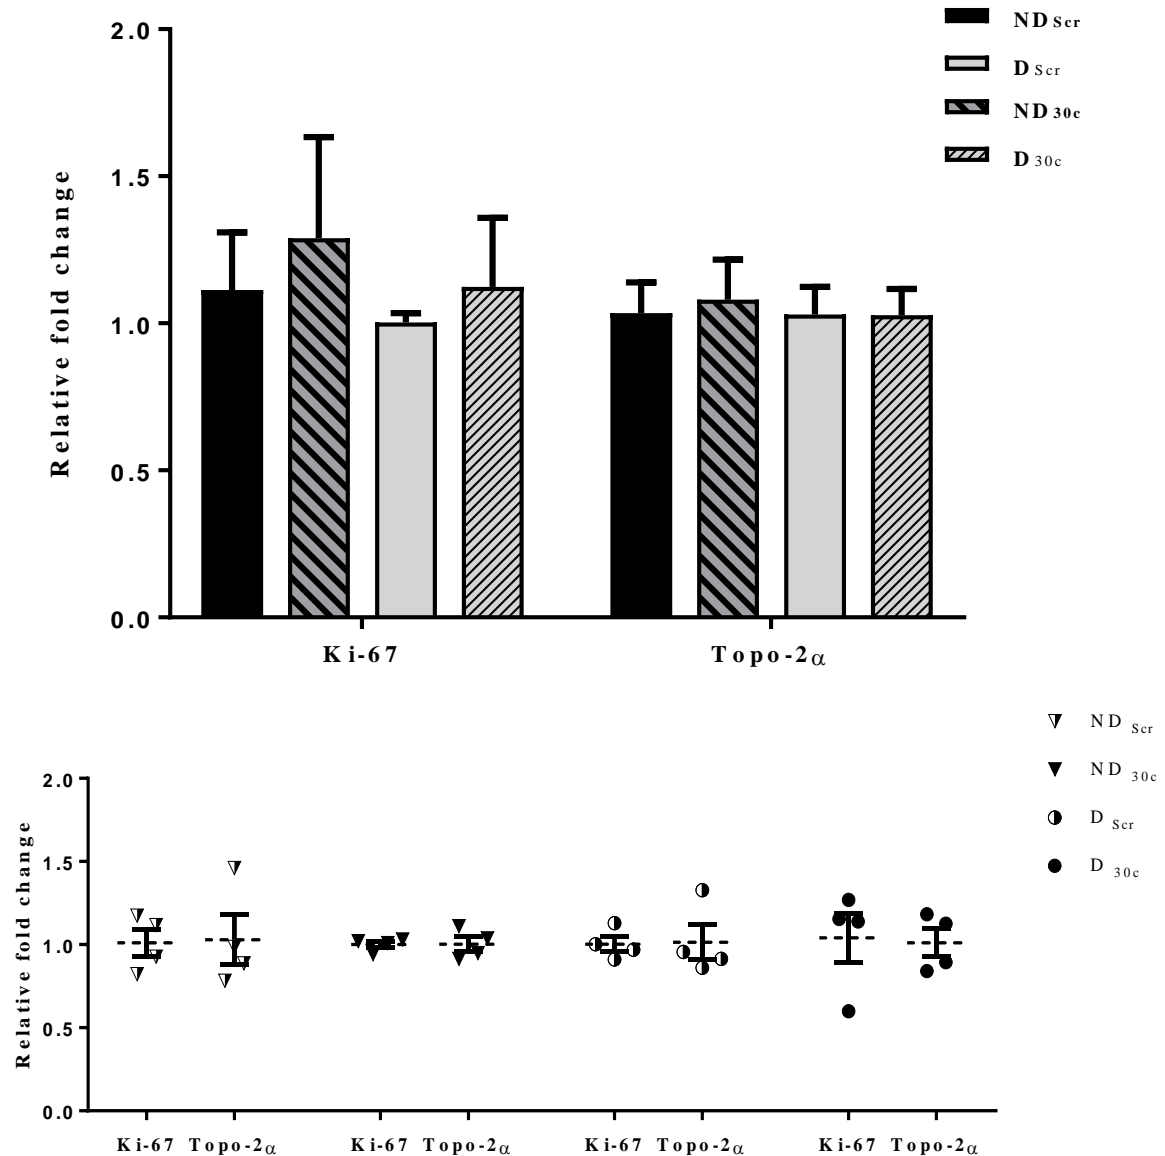 2.0
1.5
1.0
0.5
0.0
Relative fold change
Ki-67 Topo-2α
ND Scr
D Scr
ND 30c
D 30c
2.0
1.5
1.0
0.5
0.0
Relative fold change
Ki-67 Topo-2α Ki-67 Topo-2α Ki-67 Topo-2α Ki-67 Topo-2α
ND Scr
ND 30c
D Scr
D 30c